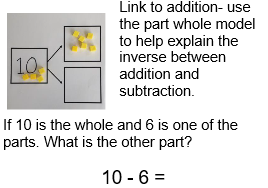 Link to addition- use
the part whole model
to help explain the
inverse between
addition and
subtraction.
10
If 10 is the whole and 6 is one of the
parts. What is the other part?
10 - 6 =